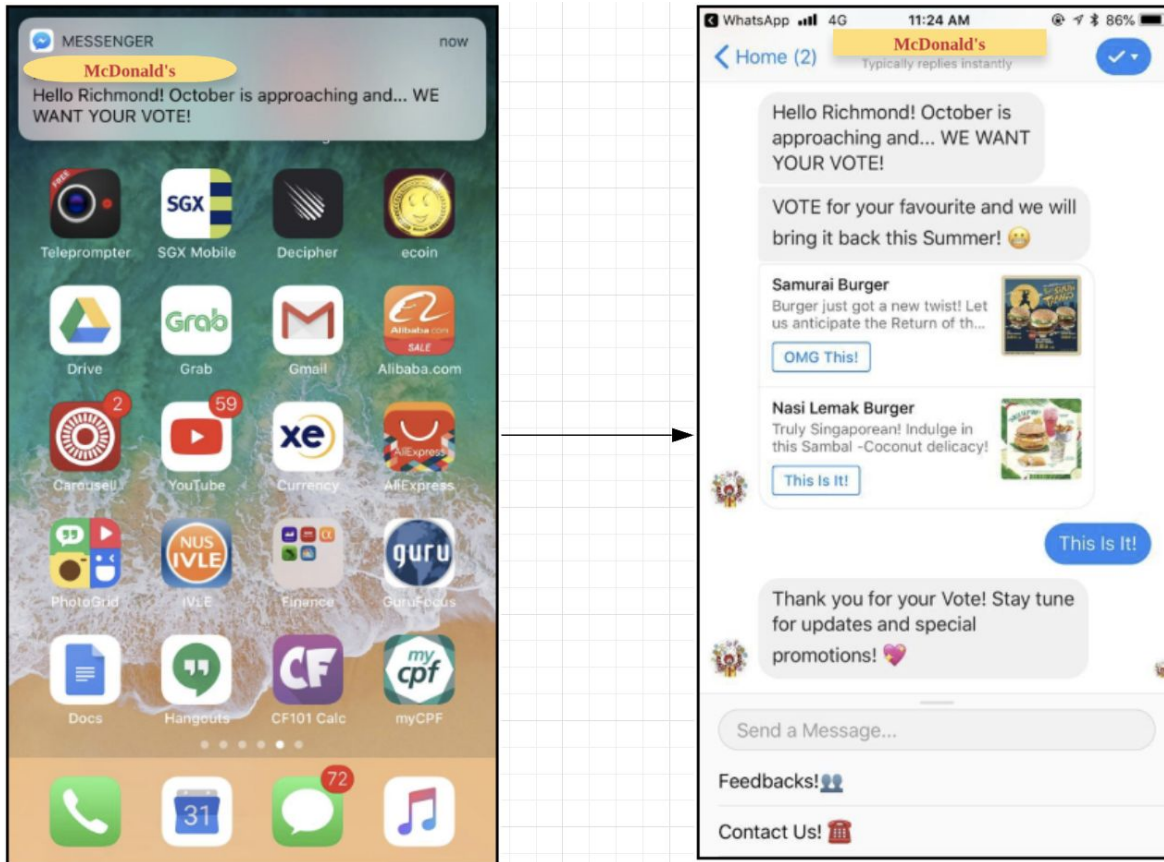 MESSENGER
now
McDonald's
Hello Richmond! October is approaching and... WE
WANT YOUR VOTE!
FREE
SGX
Teleprompter
SGX Mobile
Decipher
ecoin
Grab
Alibaba.com
SALE
Drive
Grab
Gmail
Alibaba.com
2
59
xe
AliExpress
Carousell
YouTube
Currency
AliExpress
NUS
IVLE
guru
PhotoGrid
IVLE
Finance
GuruFocus
CF
my
cpf
Docs
Hangouts
CF101 Calc
myCPF
31
72
WhatsApp
4G
11:24 AM
86%
Home (2)
McDonald's
Typically replies instantly
Hello Richmond! October is
approaching and... WE WANT
YOUR VOTE!
VOTE for your favourite and we will
bring it back this Summer! 😬
Samurai Burger
Burger just got a new twist! Let
us anticipate the Return of th...
OMG This!
Nasi Lemak Burger
Truly Singaporean! Indulge in
this Sambal -Coconut delicacy!
This Is It!
This Is It!
Thank you for your Vote! Stay tune
for updates and special
promotions! 💖
Send a Message...
Feedbacks!👥
Contact Us! ☎️